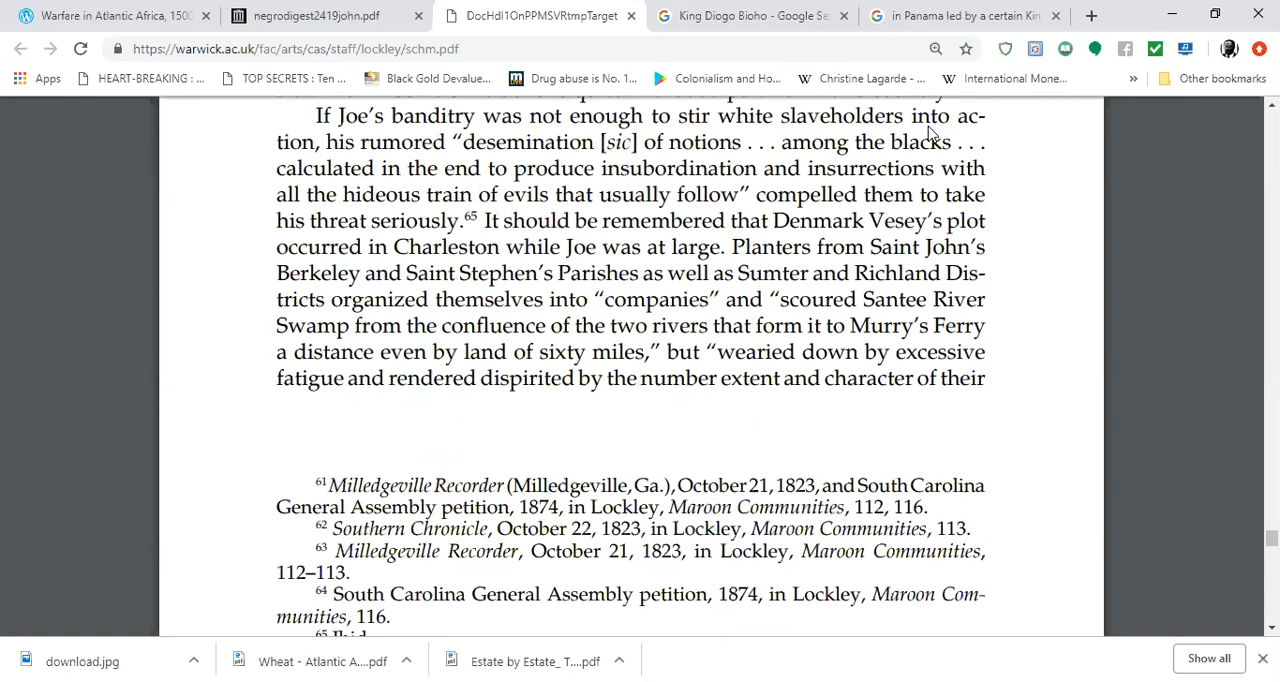 Warfare in Atlantic Africa, 1500
negrodigest2419john.pdf
DocHdl1OnPPMSVRtmpTarget
King Diogo Bioho - Google Se
in Panama led by a certain Kin
https://warwick.ac.uk/fac/arts/cas/staff/lockley/schm.pdf
Apps
HEART-BREAKING : ...
TOP SECRETS : Ten ...
Black Gold Devalue...
Drug abuse is No. 1...
Colonialism and Ho...
Christine Lagarde - ...
International Mone...
»
Other bookmarks
If Joe's banditry was not enough to stir white slaveholders into ac-
tion, his rumored “desemination [sic] of notions . . . among the blacks . . .
calculated in the end to produce insubordination and insurrections with
all the hideous train of evils that usually follow” compelled them to take
his threat seriously.65 It should be remembered that Denmark Vesey's plot
occurred in Charleston while Joe was at large. Planters from Saint John's
Berkeley and Saint Stephen's Parishes as well as Sumter and Richland Dis-
tricts organized themselves into “companies” and “scoured Santee River
Swamp from the confluence of the two rivers that form it to Murry's Ferry
a distance even by land of sixty miles,” but “wearied down by excessive
fatigue and rendered dispirited by the number extent and character of their
61 Milledgeville Recorder (Milledgeville, Ga.), October 21, 1823, and South Carolina
General Assembly petition, 1874, in Lockley, Maroon Communities, 112, 116.
62 Southern Chronicle, October 22, 1823, in Lockley, Maroon Communities, 113.
63 Milledgeville Recorder, October 21, 1823, in Lockley, Maroon Communities,
112–113.
64 South Carolina General Assembly petition, 1874, in Lockley, Maroon Com-
munities, 116.
65 Ibid
download.jpg
Wheat - Atlantic A....pdf
Estate by Estate_ T....pdf
Show all